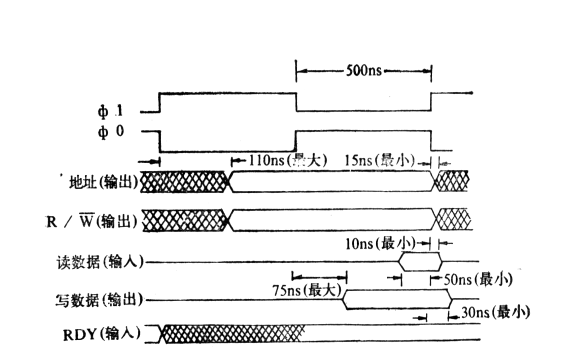 500ns
ф 1
ф 0
110ns(最大) 15ns(最小)
地址(输出)
R / W̅(输出)
10ns(最小)
读数据(输入)
75ns(最大) 50ns(最小)
写数据(输出)
30ns(最小)
RDY(输入)